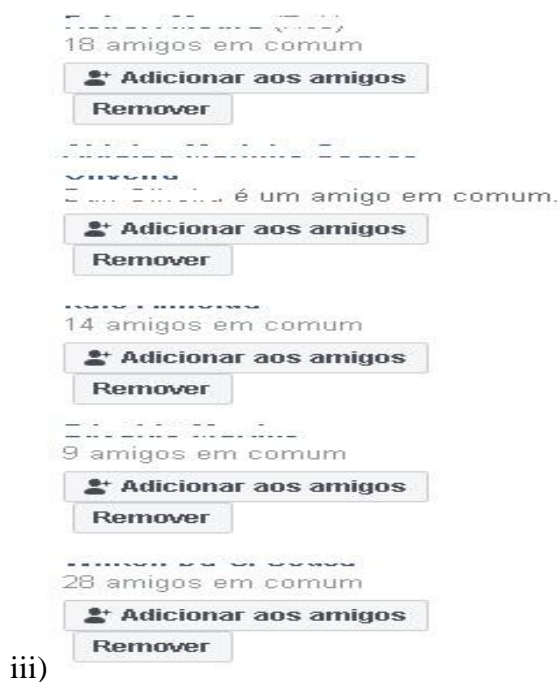 18 amigos em comum
Adicionar aos amigos
Remover
é um amigo em comum.
Adicionar aos amigos
Remover
14 amigos em comum
Adicionar aos amigos
Remover
9 amigos em comum
Adicionar aos amigos
Remover
28 amigos em comum
Adicionar aos amigos
Remover
iii)